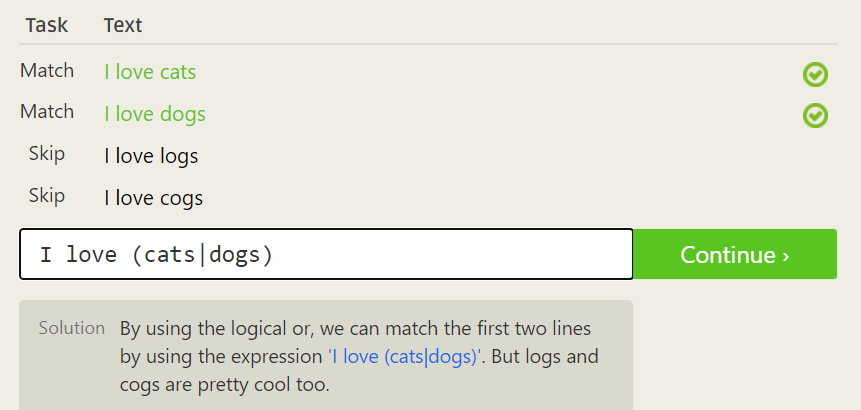 Task Text
Match I love cats
Match I love dogs
Skip I love logs
Skip I love cogs
I love (cats|dogs) Continue ›
Solution By using the logical or, we can match the first two lines
by using the expression 'I love (cats|dogs)'. But logs and
cogs are pretty cool too.